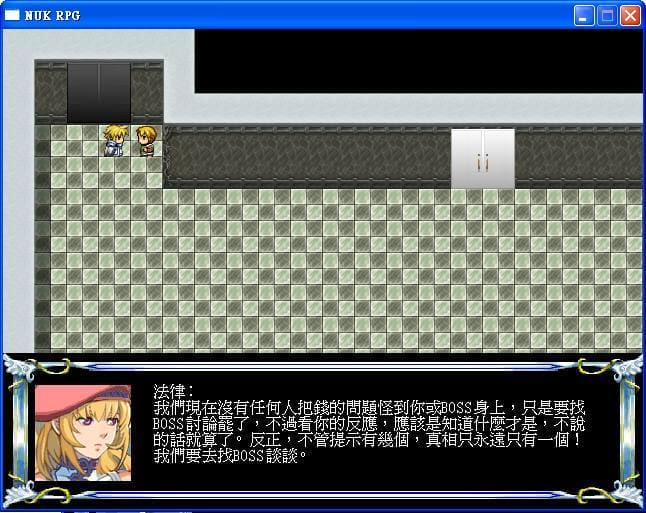 NUK RPG
法律:
我們現在沒有任何人把錢的問題怪到你或BOSS身上，只是要找
BOSS討論罷了，不過看你的反應，應該是知道什麼才是，不說
的話就算了。反正，不管提示有幾個，真相只永遠只有一個！
我們要去找BOSS談談。